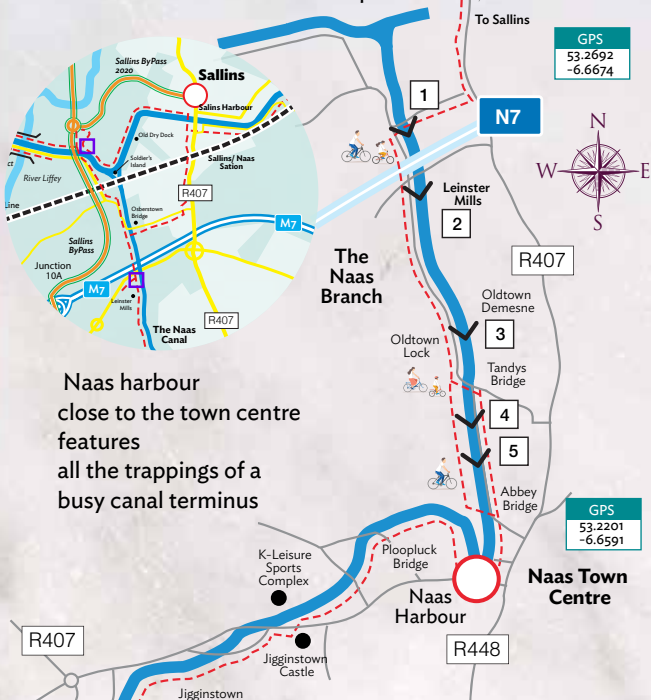 To Sallins
GPS
53.2692
-6.6674
Sallins ByPass
2020
Sallins
Salins Harbour
Old Dry Dock
Soldier's
Island
Sallins/ Naas
Sation
ct
River Liffey
Line
R407
Osberstown
Bridge
Sallins
ByPass
M7
Junction
10A
M7
Leinster
Mills
R407
The Naas
Canal
1
N7
N
W
E
S
Leinster
Mills
2
The
Naas
Branch
R407
Oldtown
Demesne
3
Oldtown
Lock
Tandys
Bridge
4
5
Naas harbour
close to the town centre
features
all the trappings of a
busy canal terminus
Abbey
Bridge
GPS
53.2201
-6.6591
K-Leisure
Sports
Complex
Ploopluck
Bridge
Naas Town
Centre
Naas
Harbour
R407
R448
Jigginstown
Castle
Jigginstown